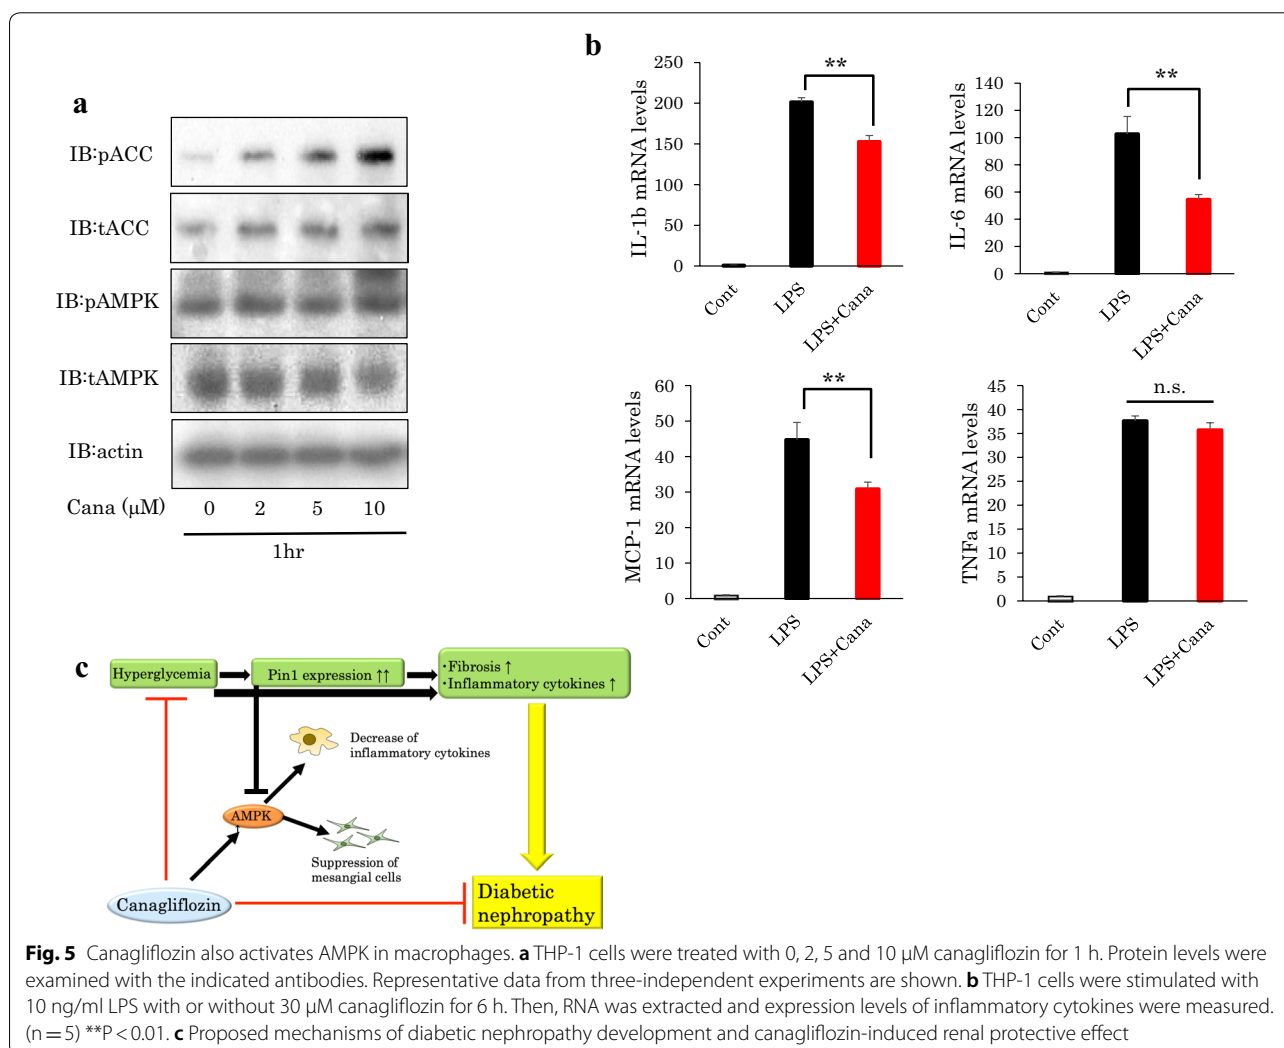 a
IB:pACC
IB:tACC
IB:pAMPK
IB:tAMPK
IB:actin
Cana (μM) 0 2 5 10
1hr
b
IL-1b mRNA levels
250
200
150
100
50
0
**
Cont LPS LPS+Cana
IL-6 mRNA levels
140
120
100
80
60
40
20
0
**
Cont LPS LPS+Cana
MCP-1 mRNA levels
60
50
40
30
20
10
0
**
Cont LPS LPS+Cana
TNFa mRNA levels
45
40
35
30
25
20
15
10
5
0
n.s.
Cont LPS LPS+Cana
c
Hyperglycemia
Pin1 expression ↑↑
・Fibrosis ↑
・Inflammatory cytokines ↑
Decrease of
inflammatory cytokines
AMPK
Suppression of
mesangial cells
Canagliflozin
Diabetic
nephropathy
Fig. 5 Canagliflozin also activates AMPK in macrophages. a THP-1 cells were treated with 0, 2, 5 and 10 μM canagliflozin for 1 h. Protein levels were
examined with the indicated antibodies. Representative data from three-independent experiments are shown. b THP-1 cells were stimulated with
10 ng/ml LPS with or without 30 μM canagliflozin for 6 h. Then, RNA was extracted and expression levels of inflammatory cytokines were measured.
(n = 5) **P < 0.01. c Proposed mechanisms of diabetic nephropathy development and canagliflozin-induced renal protective effect